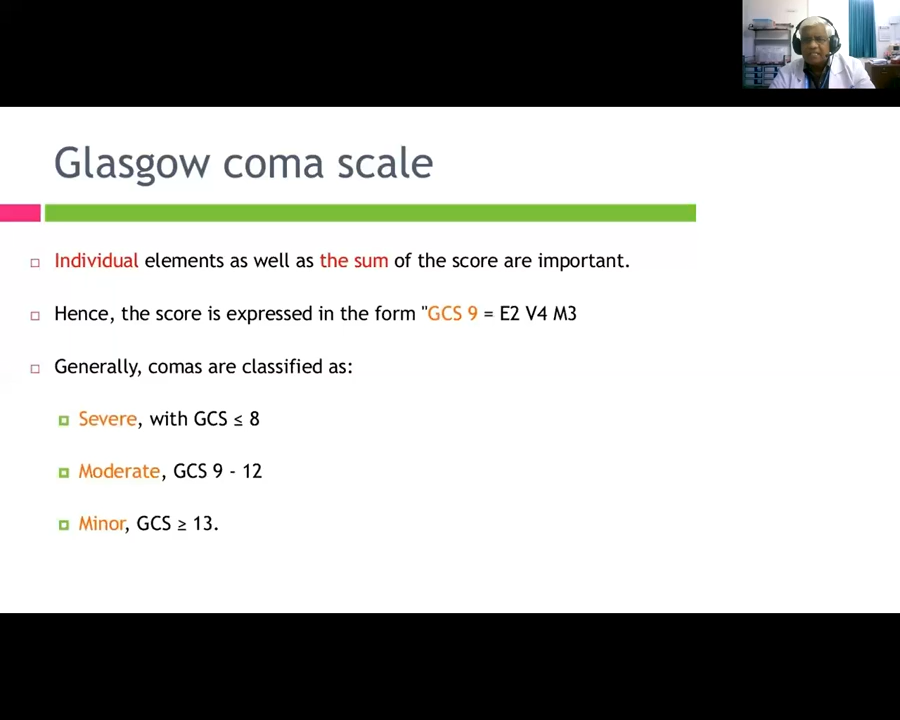 Glasgow coma scale
Individual elements as well as the sum of the score are important.
Hence, the score is expressed in the form "GCS 9 = E2 V4 M3
Generally, comas are classified as:
Severe, with GCS ≤ 8
Moderate, GCS 9 - 12
Minor, GCS ≥ 13.